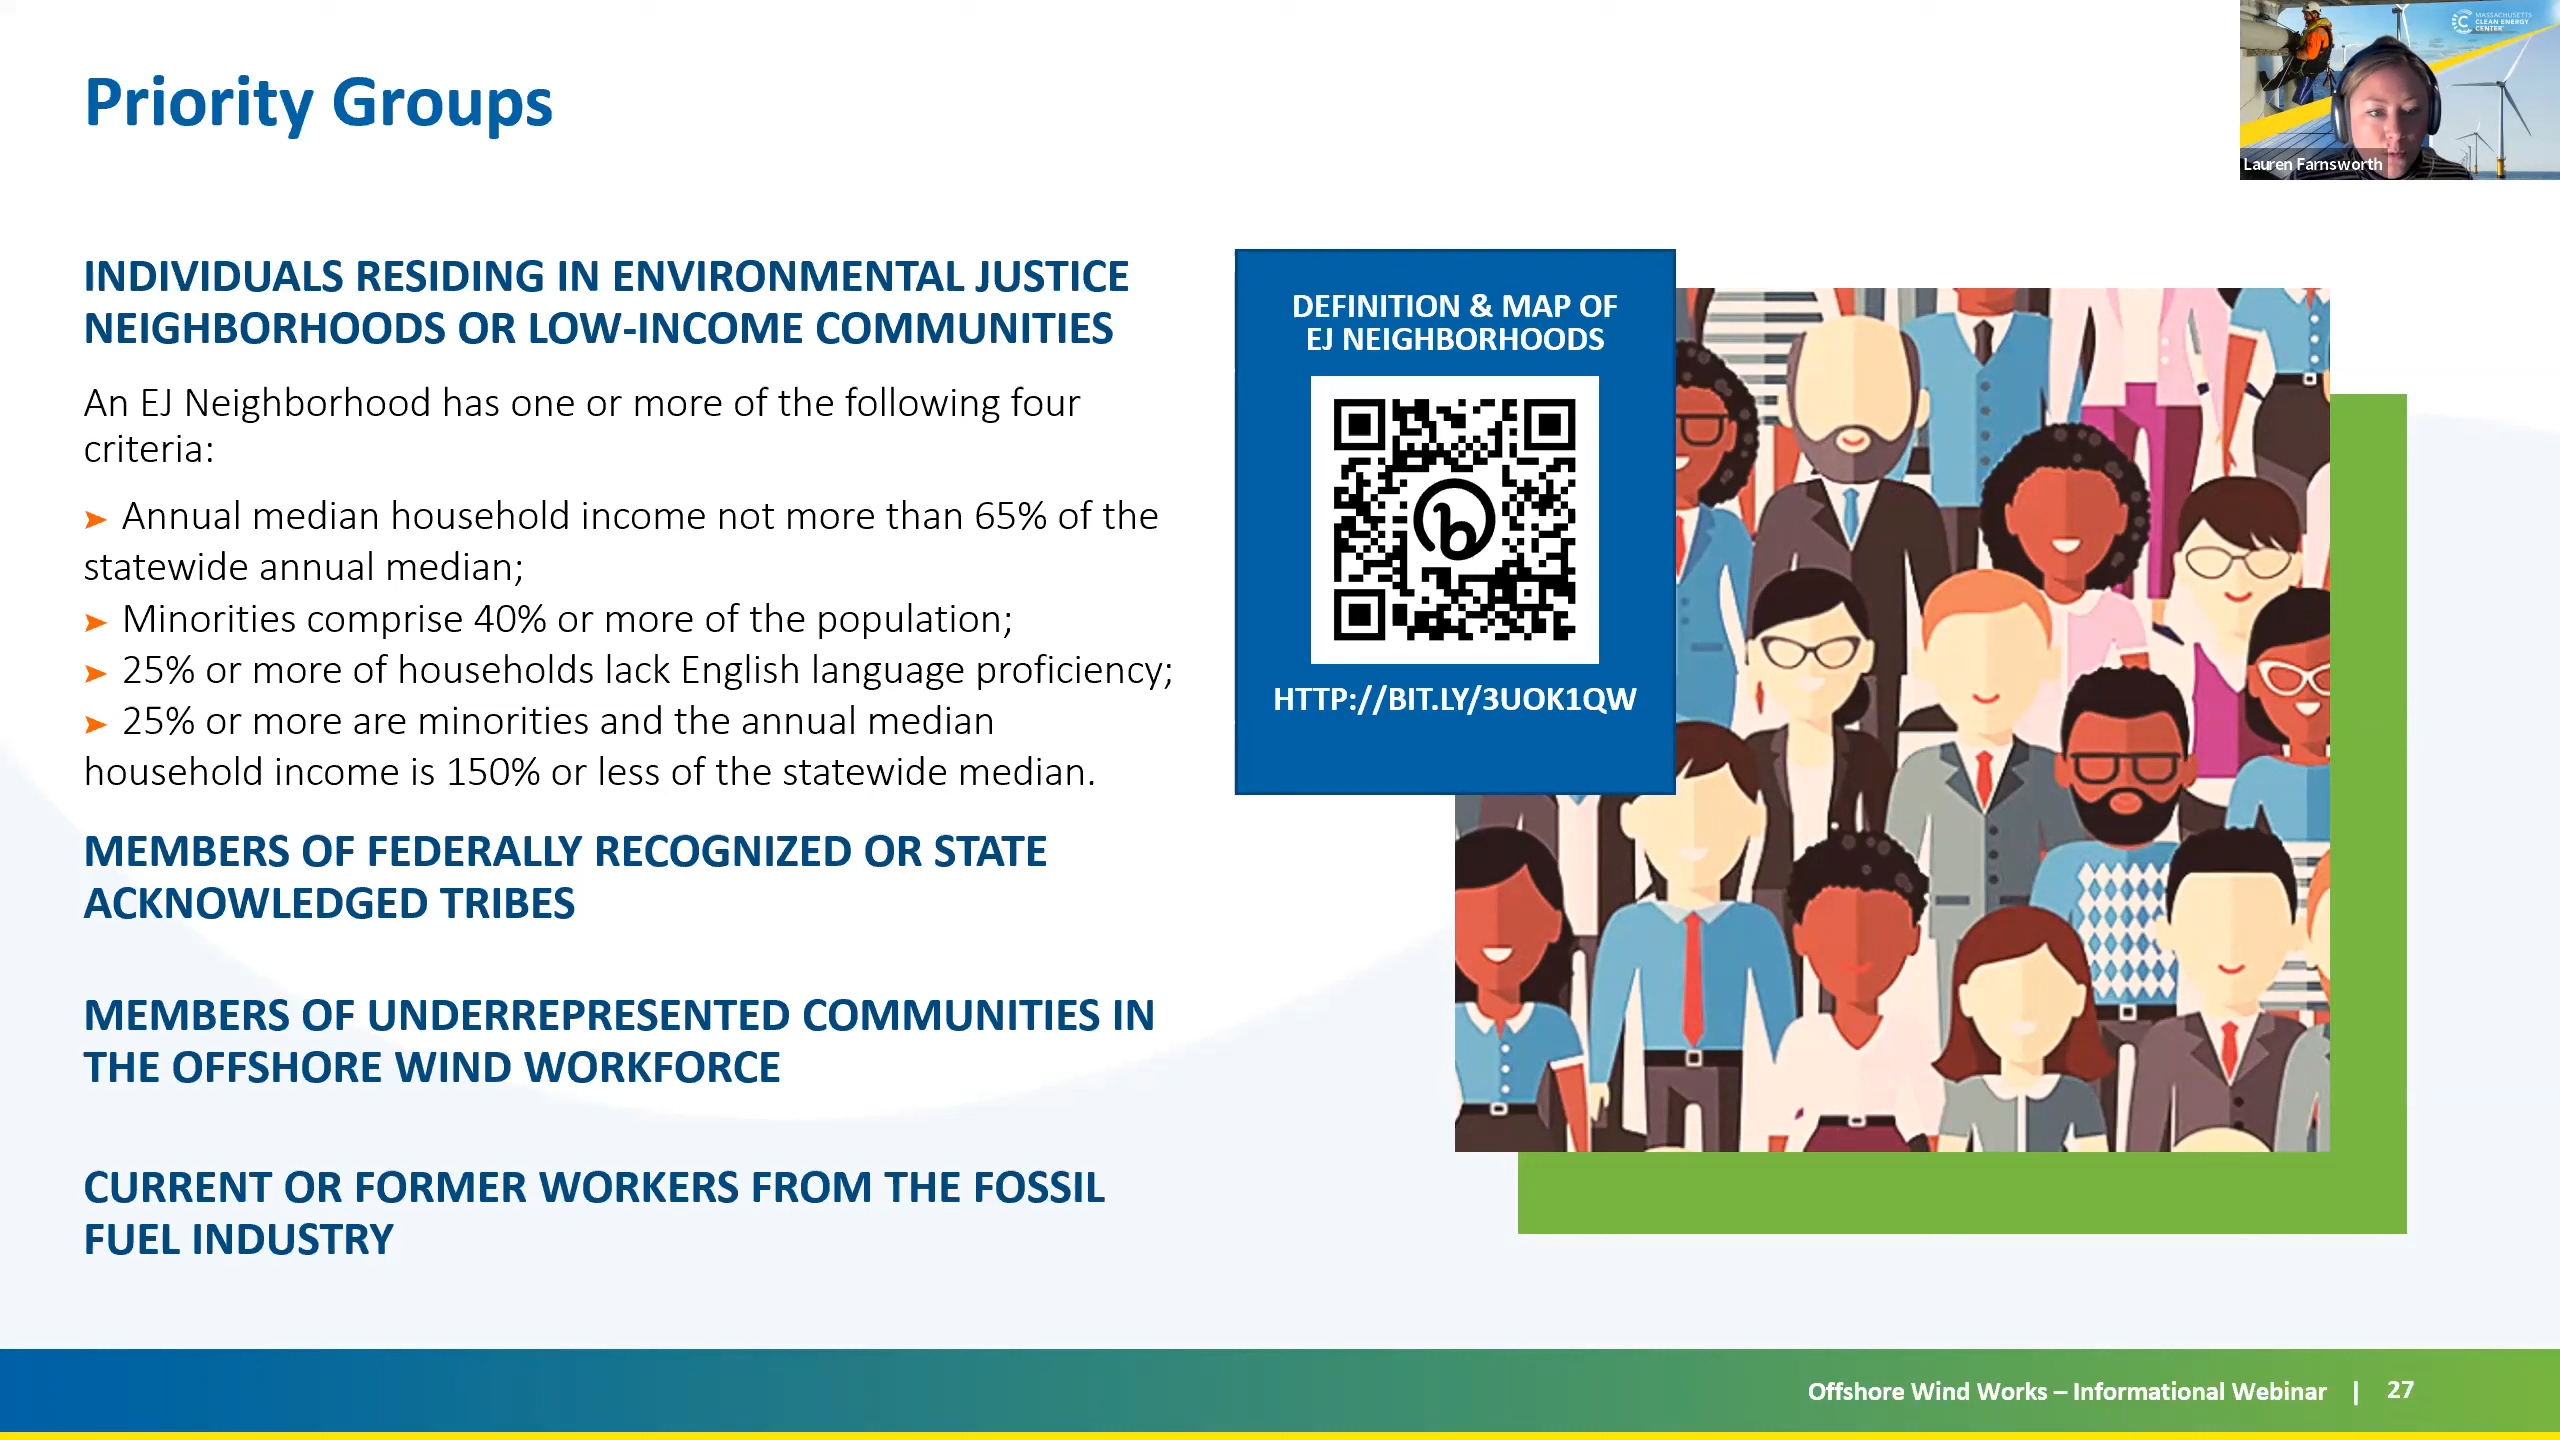 Priority Groups
MASSACHUSETTS
CLEAN ENERGY
CENTER
Lauren Farnsworth
INDIVIDUALS RESIDING IN ENVIRONMENTAL JUSTICE
NEIGHBORHOODS OR LOW-INCOME COMMUNITIES
An EJ Neighborhood has one or more of the following four
criteria:
➤ Annual median household income not more than 65% of the
statewide annual median;
➤ Minorities comprise 40% or more of the population;
➤ 25% or more of households lack English language proficiency;
➤ 25% or more are minorities and the annual median
household income is 150% or less of the statewide median.
MEMBERS OF FEDERALLY RECOGNIZED OR STATE
ACKNOWLEDGED TRIBES
MEMBERS OF UNDERREPRESENTED COMMUNITIES IN
THE OFFSHORE WIND WORKFORCE
CURRENT OR FORMER WORKERS FROM THE FOSSIL
FUEL INDUSTRY
DEFINITION & MAP OF
EJ NEIGHBORHOODS
HTTP://BIT.LY/3UOK1QW
Offshore Wind Works – Informational Webinar | 27